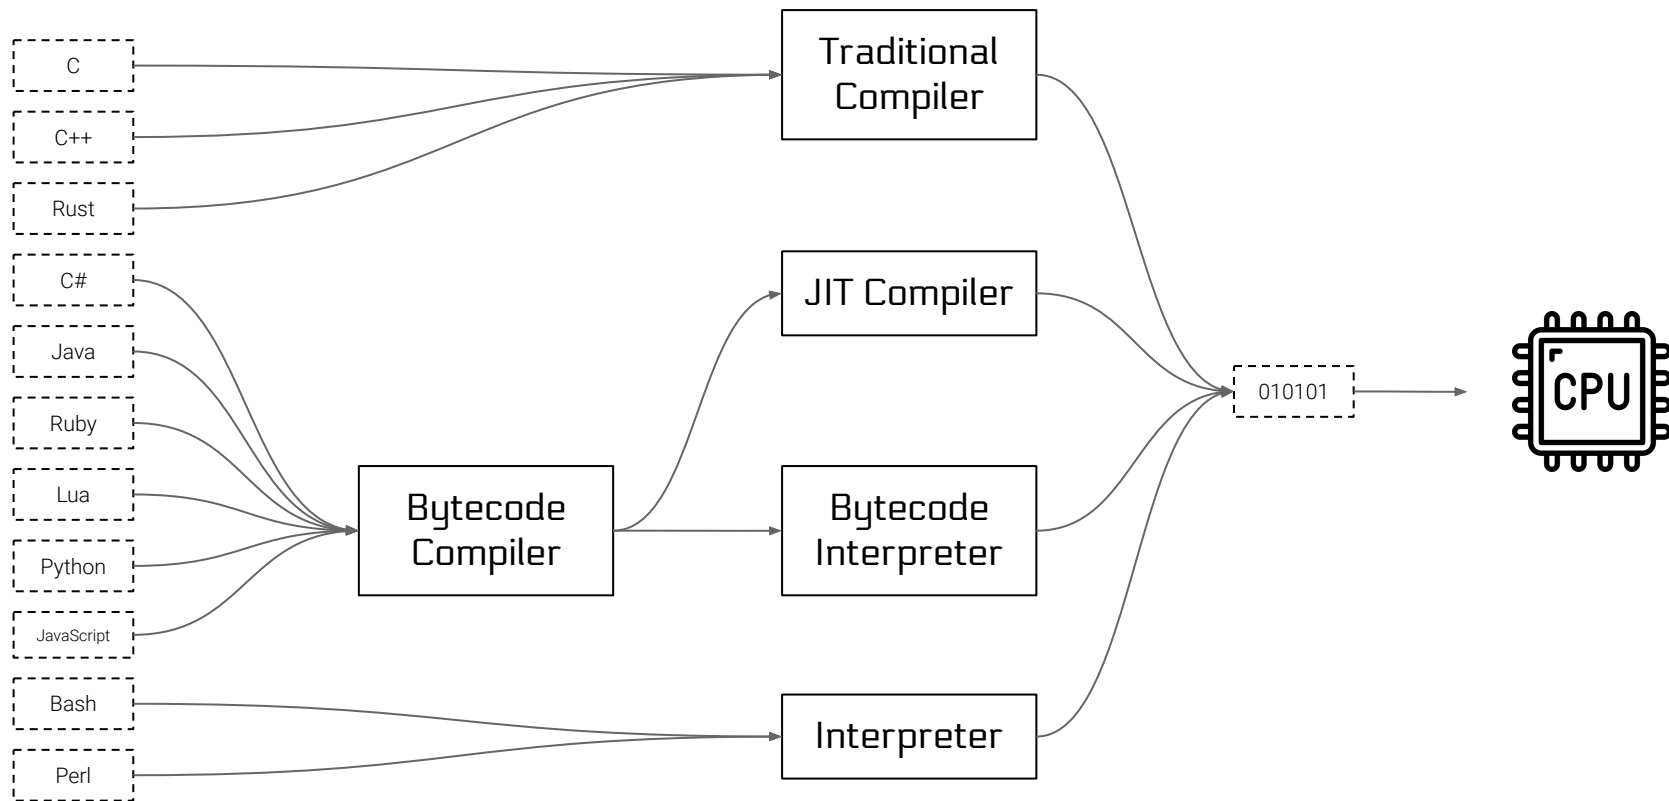 C
C++
Rust
C#
Java
Ruby
Lua
Python
JavaScript
Bash
Perl
Bytecode
Compiler
Traditional
Compiler
JIT Compiler
Bytecode
Interpreter
Interpreter
010101
CPU